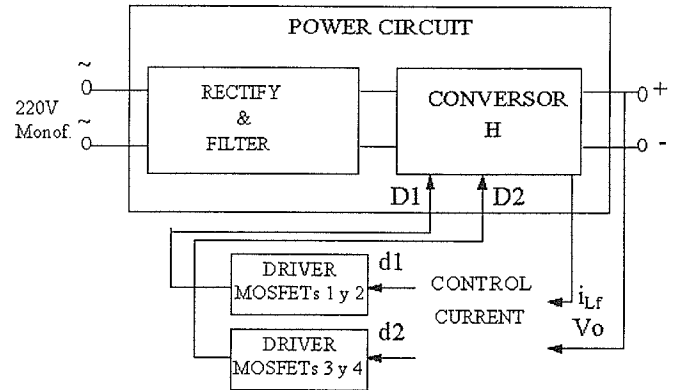 POWER CIRCUIT
~
0
220V
Monof.
~
0
RECTIFY
&
FILTER
CONVERSOR
H
0 +
0 -
D1
D2
DRIVER
MOSFETs 1 y 2
d1
CONTROL
CURRENT
iLf
Vo
DRIVER
MOSFETs 3 y 4
d2